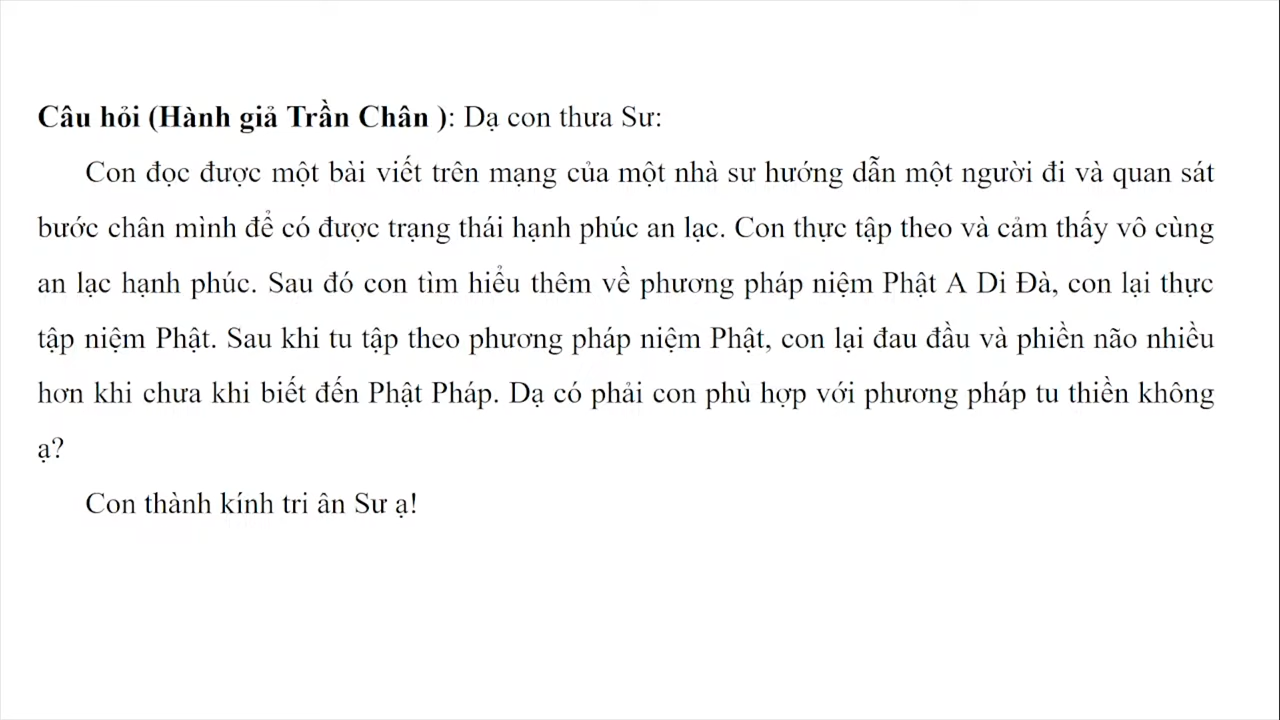 Câu hỏi (Hành giả Trần Chân ): Dạ con thưa Sư:
Con đọc được một bài viết trên mạng của một nhà sư hướng dẫn một người đi và quan sát
bước chân mình để có được trạng thái hạnh phúc an lạc. Con thực tập theo và cảm thấy vô cùng
an lạc hạnh phúc. Sau đó con tìm hiểu thêm về phương pháp niệm Phật A Di Đà, con lại thực
tập niệm Phật. Sau khi tu tập theo phương pháp niệm Phật, con lại đau đầu và phiền não nhiều
hơn khi chưa khi biết đến Phật Pháp. Dạ có phải con phù hợp với phương pháp tu thiền không
ạ?
Con thành kính tri ân Sư ạ!